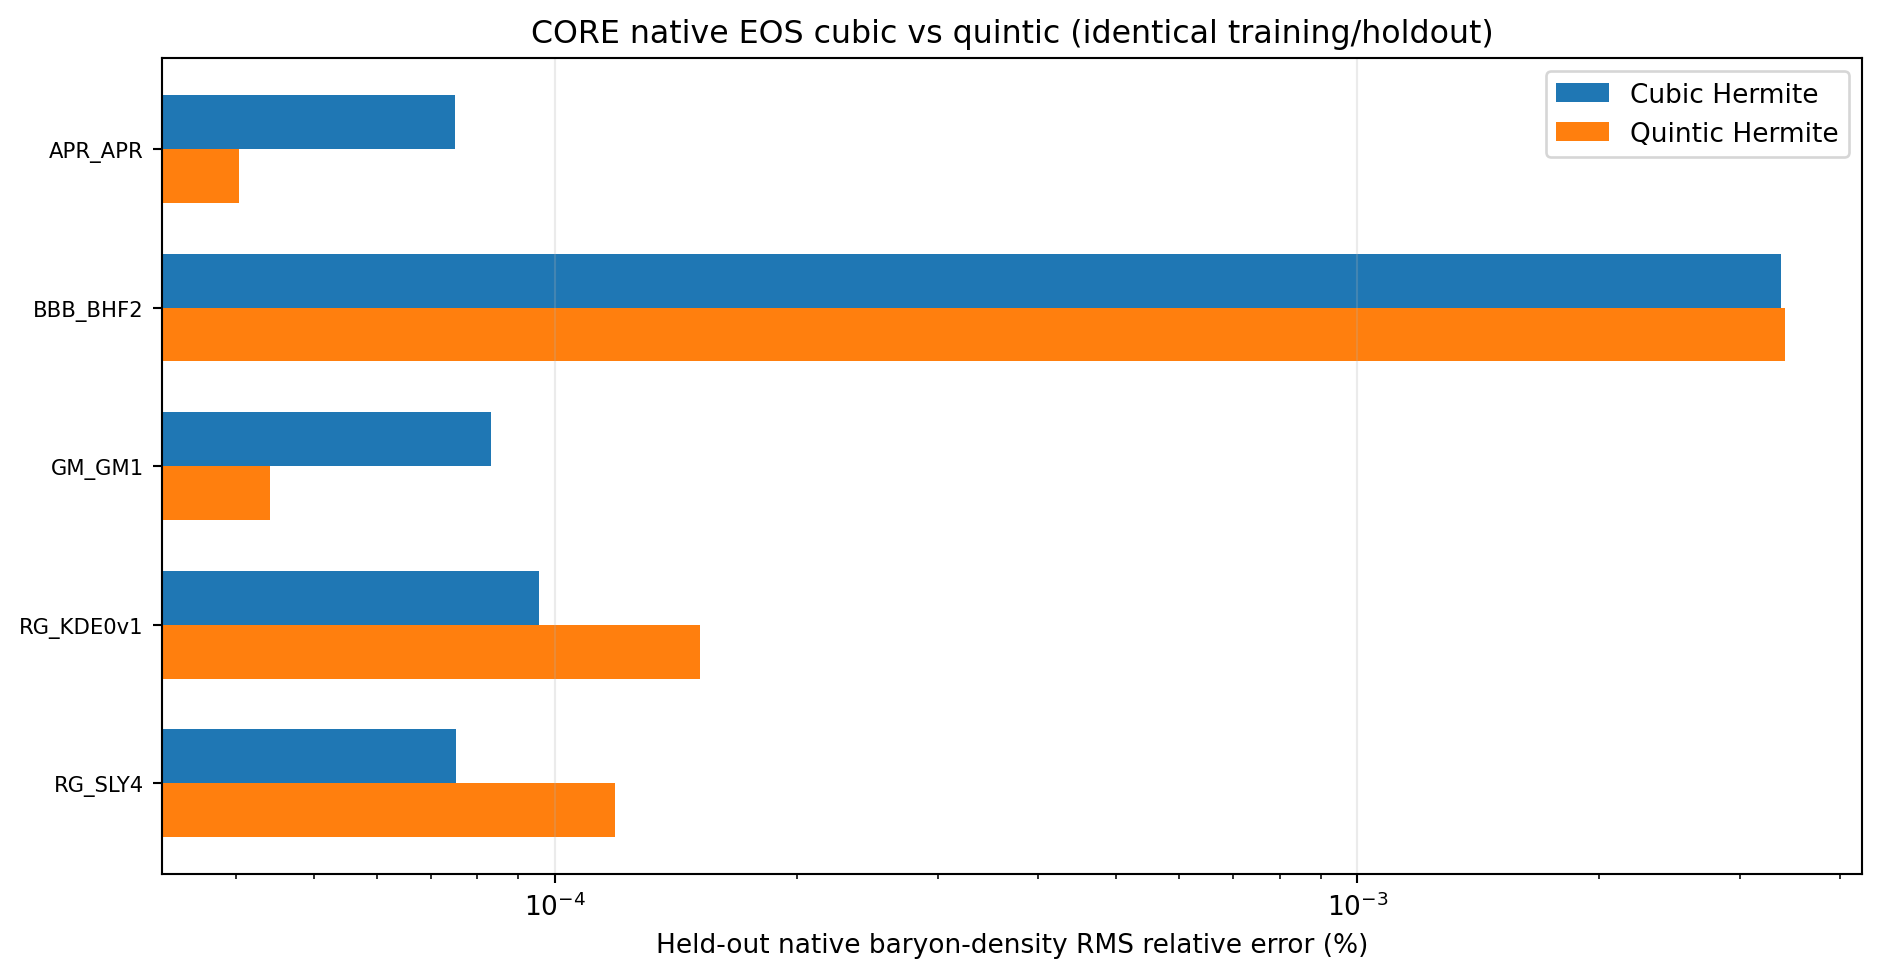 CORE native EOS cubic vs quintic (identical training/holdout)
Cubic Hermite
Quintic Hermite
APR_APR
BBB_BHF2
GM_GM1
RG_KDE0v1
RG_SLY4
10⁻⁴
10⁻³
Held-out native baryon-density RMS relative error (%)